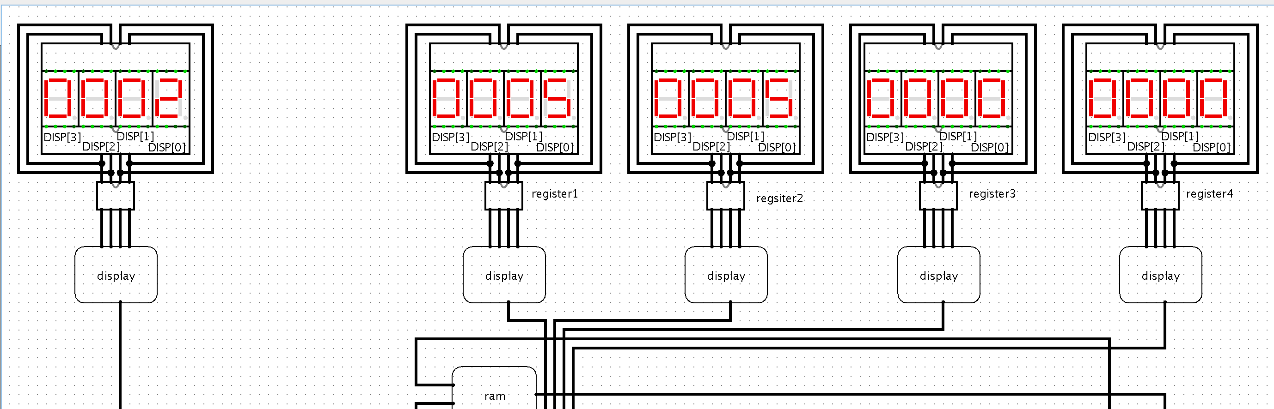 0002
0005
0005
0000
0000
DISP[3] DISP[1]
DISP[2] DISP[0]
DISP[3] DISP[1]
DISP[2] DISP[0]
DISP[3] DISP[1]
DISP[2] DISP[0]
DISP[3] DISP[1]
DISP[2] DISP[0]
DISP[3] DISP[1]
DISP[2] DISP[0]
register1
regsiter2
register3
register4
display
display
display
display
display
ram